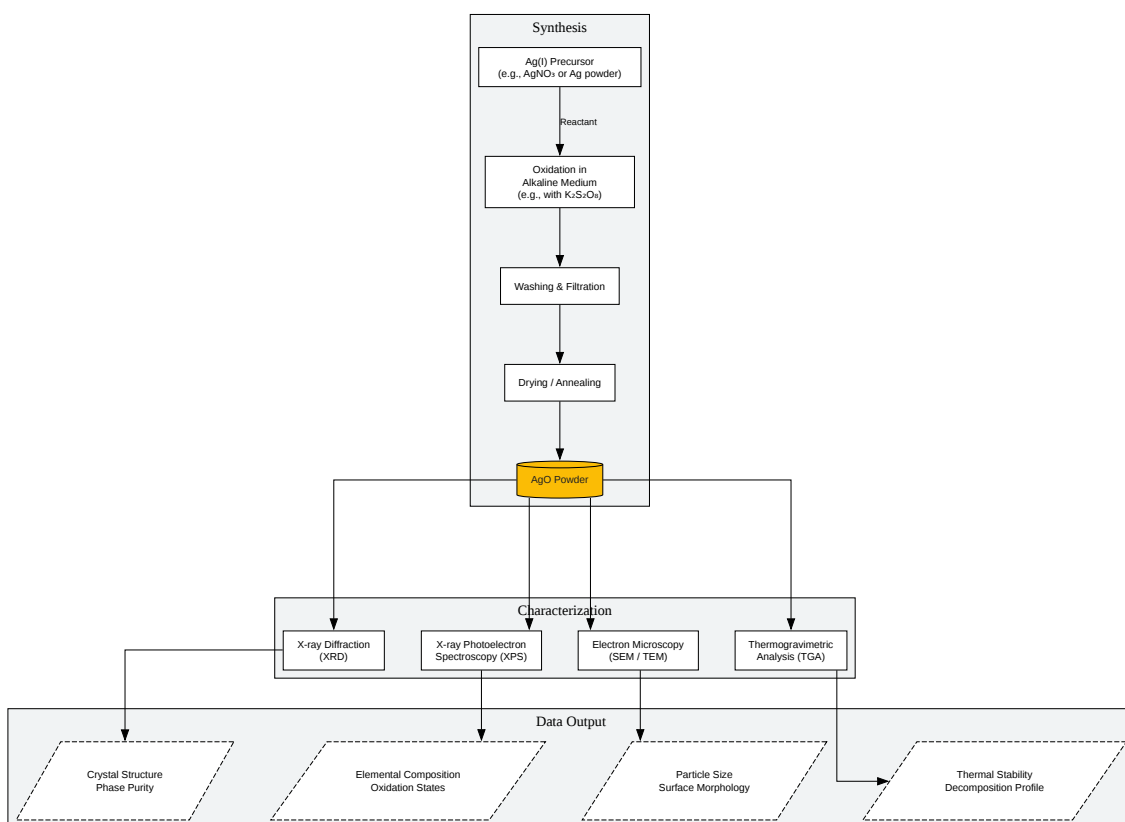 Synthesis
Ag(I) Precursor
(e.g., AgNO₃ or Ag powder)
Reactant
Oxidation in
Alkaline Medium
(e.g., with K₂S₂O₈)
Washing & Filtration
Drying / Annealing
AgO Powder
Characterization
X-ray Diffraction
(XRD)
X-ray Photoelectron
Spectroscopy (XPS)
Electron Microscopy
(SEM / TEM)
Thermogravimetric
Analysis (TGA)
Data Output
Crystal Structure
Phase Purity
Elemental Composition
Oxidation States
Particle Size
Surface Morphology
Thermal Stability
Decomposition Profile